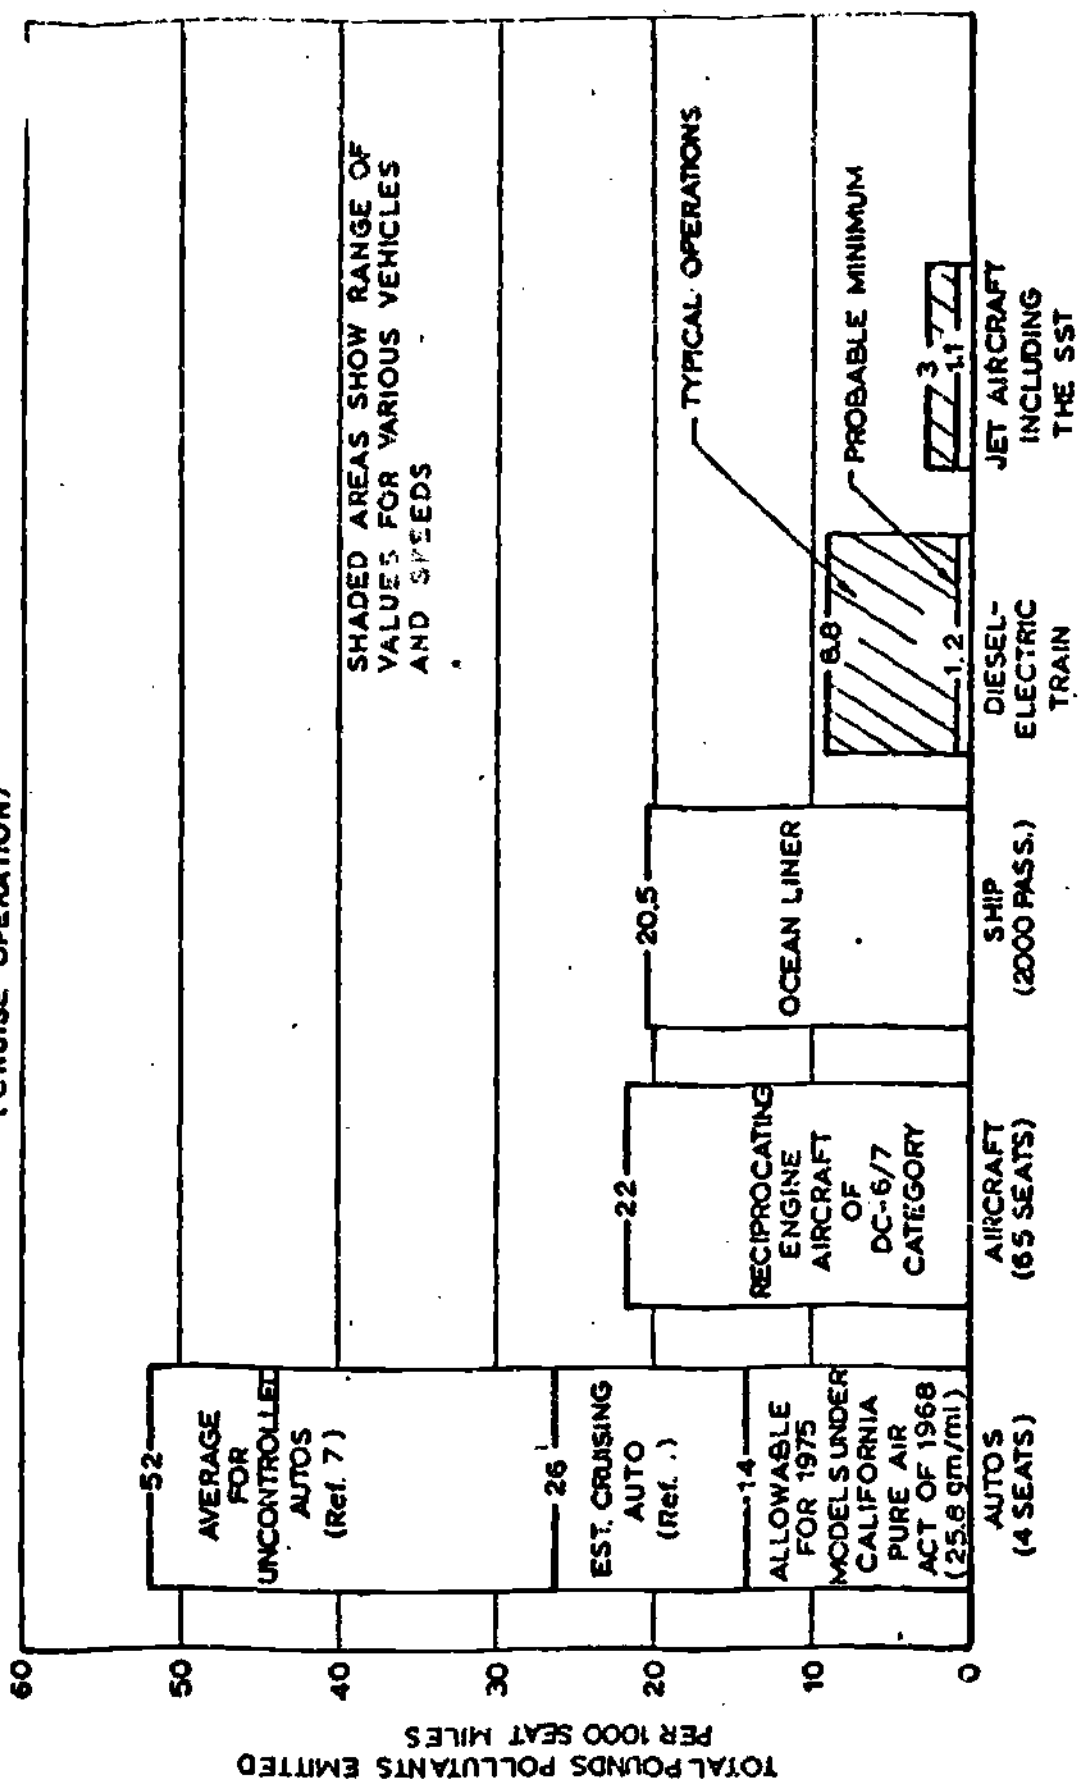 (CRUISE OPERATION)
TOTAL POUNDS POLLUTANTS EMITTED
PER 1000 SEAT MILES
60
50
40
30
20
10
0
SHADED AREAS SHOW RANGE OF
VALUES FOR VARIOUS VEHICLES
AND SPEEDS
52
AVERAGE
FOR
UNCONTROLLED
AUTOS
(Ref. 7)
26
EST. CRUISING
AUTO
(Ref. .)
14
ALLOWABLE
FOR 1975
MODELS UNDER
CALIFORNIA
PURE AIR
ACT OF 1968
(25.8 gm/mi)
AUTOS
(4 SEATS)
22
RECIPROCATING
ENGINE
AIRCRAFT
OF
DC-6/7
CATEGORY
AIRCRAFT
(65 SEATS)
20.5
OCEAN LINER
SHIP
(2000 PASS.)
8.8
1.2
DIESEL-
ELECTRIC
TRAIN
TYPICAL OPERATIONS
PROBABLE MINIMUM
3
1.1
JET AIRCRAFT
INCLUDING
THE SST